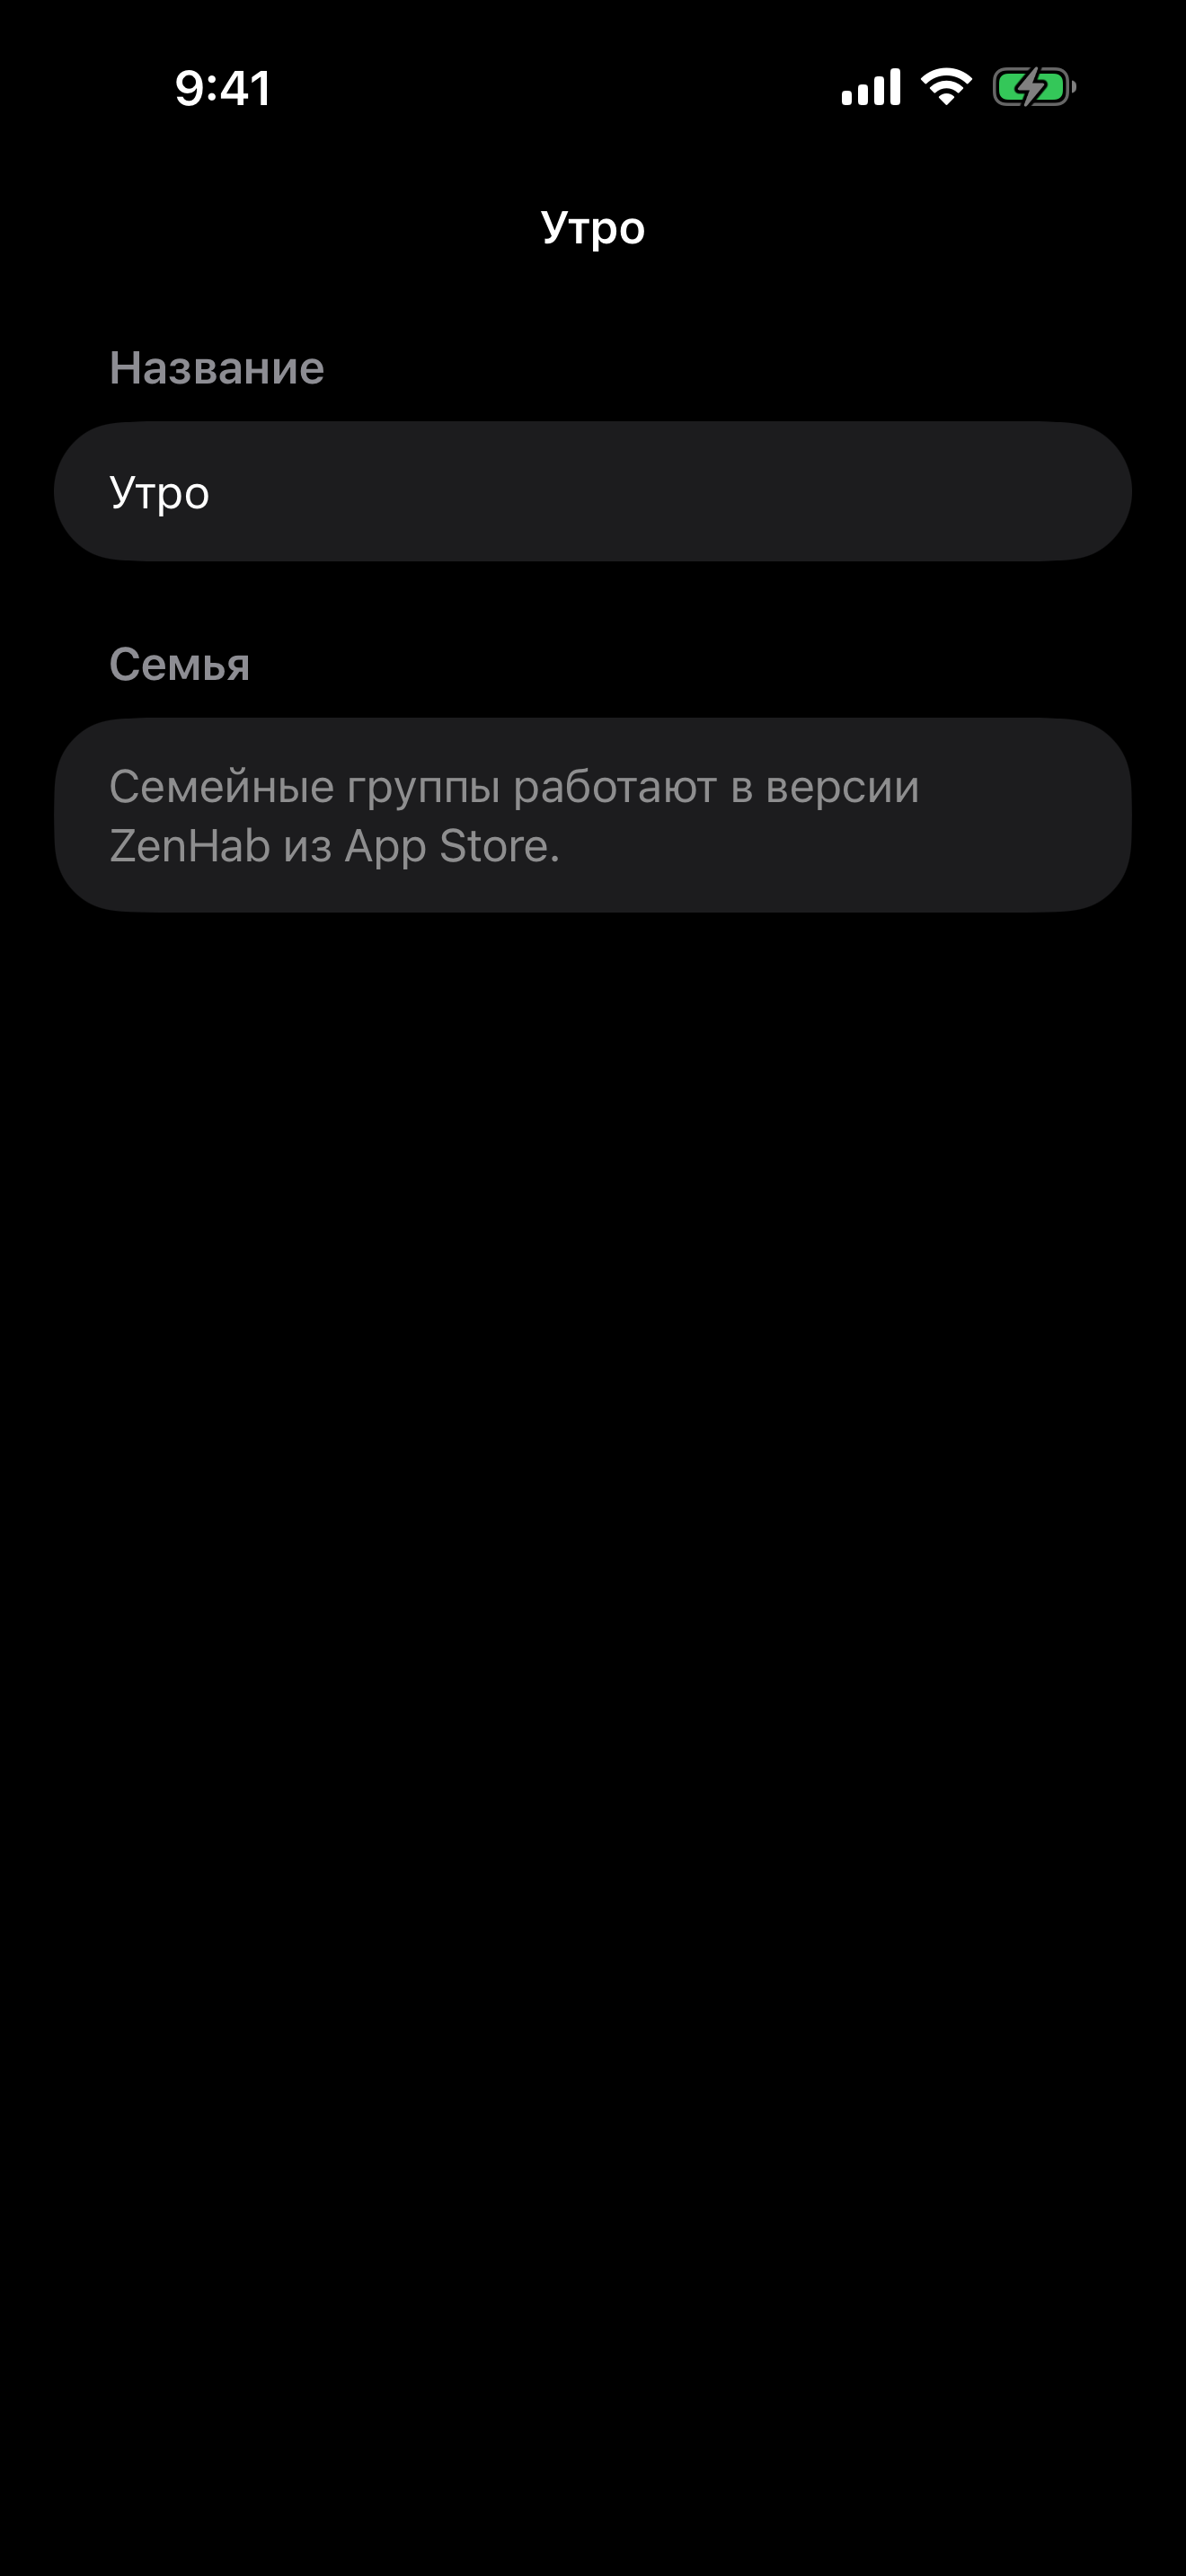 9:41
Утро
Название
Утро
Семья
Семейные группы работают в версии
ZenHab из App Store.